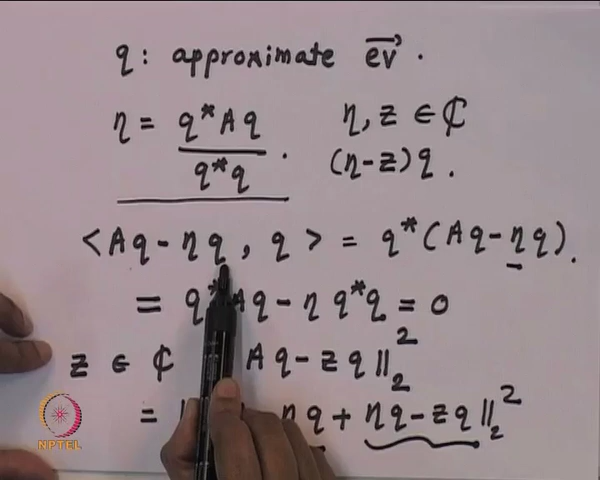 q: approximate ev⃗.
η = q*Aq / q*q . η, z ∈ ℂ
(η-z)q.
<Aq-ηq, q> = q*(Aq-ηq).
= q*Aq - η q*q = 0
z ∈ ℂ Aq-zq‖₂²
= ηq + ηq-zq‖₂²
NPTEL